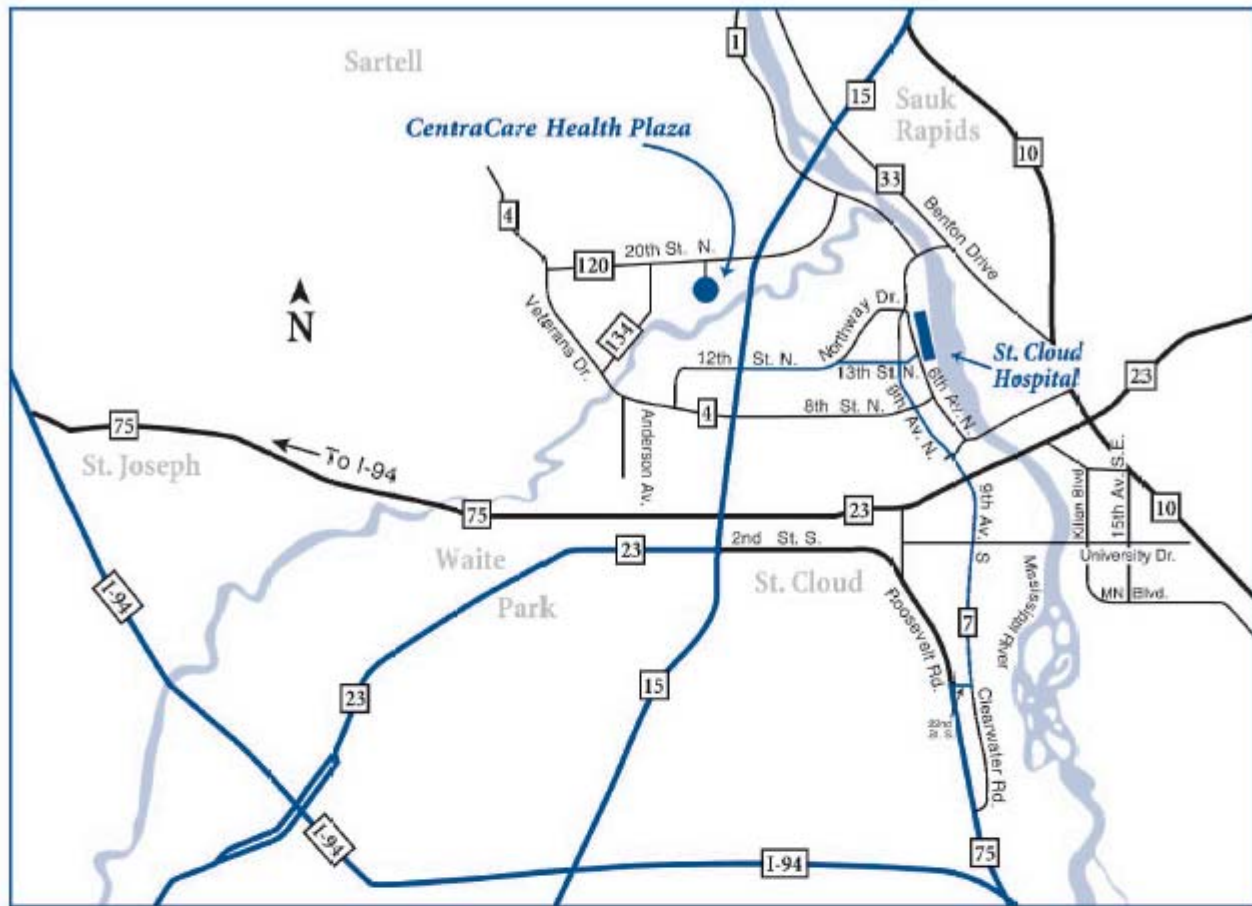 1
Sartell
15
Sauk
Rapids
CentraCare Health Plaza
10
33
4
Benton Drive
20th St. N.
120
N
Veterans Dr.
134
Northway Dr.
12th St. N.
13th St. N.
St. Cloud
Hospital
23
6th Av. N.
8th Av. N.
8th St. N.
4
Anderson Av.
75
St. Joseph
To I-94
75
23
9th Av. S
Kilian Blvd
15th Av. S.E.
10
23
2nd St. S.
University Dr.
Waite
Park
St. Cloud
Mississippi River
MN Blvd.
I-94
Roosevelt Rd.
7
23
15
Clearwater Rd.
22nd
I-94
I-94
75